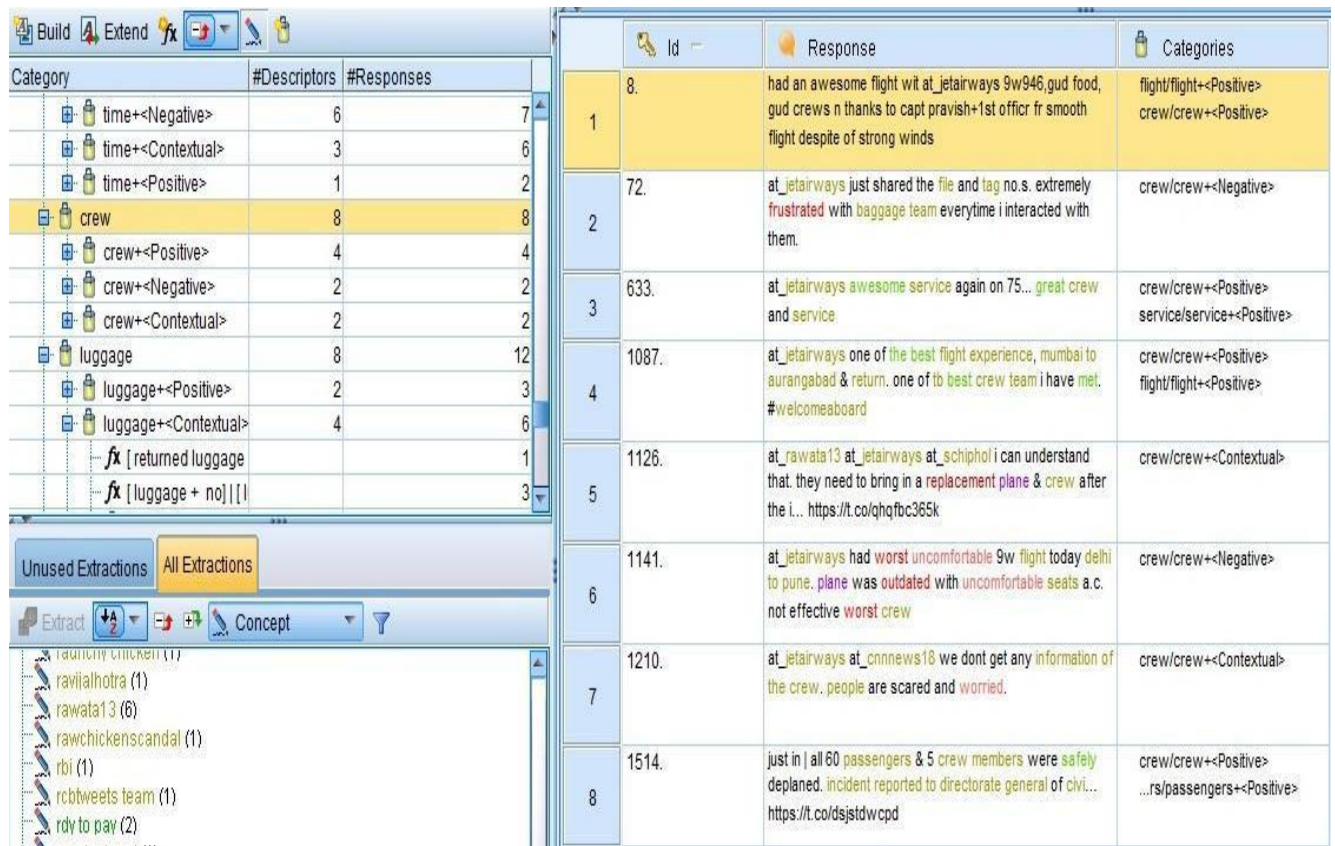 Build Extend fx
Category #Descriptors #Responses
time+<Negative> 6 7
time+<Contextual> 3 6
time+<Positive> 1 2
crew 8 8
crew+<Positive> 4 4
crew+<Negative> 2 2
crew+<Contextual> 2 2
luggage 8 12
luggage+<Positive> 2 3
luggage+<Contextual> 4 6
fx [ returned luggage 1
fx [ luggage + no] | [ l 3
Unused Extractions All Extractions
Extract Concept
raunchy chicken (1)
ravijalhotra (1)
rawata13 (6)
rawchickenscandal (1)
rbi (1)
rcbtweets team (1)
rdy to pay (2)
Id Response Categories
1
8.
had an awesome flight wit at_jetairways 9w946,gud food,
gud crews n thanks to capt pravish+1st officr fr smooth
flight despite of strong winds
flight/flight+<Positive>
crew/crew+<Positive>
2
72.
at_jetairways just shared the file and tag no.s. extremely
frustrated with baggage team everytime i interacted with
them.
crew/crew+<Negative>
3
633.
at_jetairways awesome service again on 75... great crew
and service
crew/crew+<Positive>
service/service+<Positive>
4
1087.
at_jetairways one of the best flight experience, mumbai to
aurangabad & return. one of tb best crew team i have met.
#welcomeaboard
crew/crew+<Positive>
flight/flight+<Positive>
5
1126.
at_rawata13 at_jetairways at_schiphol i can understand
that. they need to bring in a replacement plane & crew after
the i... https://t.co/qhqfbc365k
crew/crew+<Contextual>
6
1141.
at_jetairways had worst uncomfortable 9w flight today delhi
to pune. plane was outdated with uncomfortable seats a.c.
not effective worst crew
crew/crew+<Negative>
7
1210.
at_jetairways at_cnnnews18 we dont get any information of
the crew. people are scared and worried.
crew/crew+<Contextual>
8
1514.
just in | all 60 passengers & 5 crew members were safely
deplaned. incident reported to directorate general of civi...
https://t.co/dsjstdwcpd
crew/crew+<Positive>
...rs/passengers+<Positive>